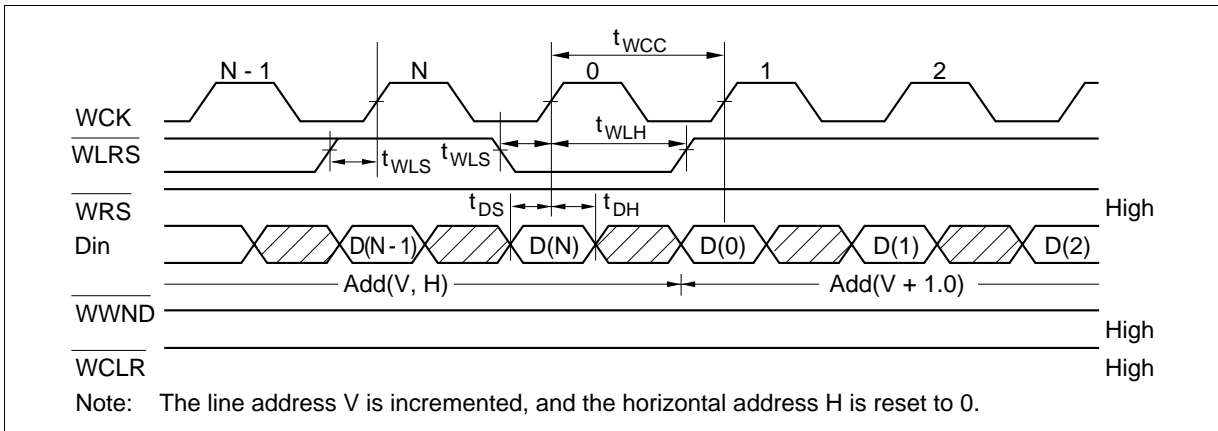 tWCC
N - 1 N 0 1 2
WCK
tWLH
WLRS
tWLS tWLS
WRS
tDS tDH
High
Din
D(N - 1) D(N) D(0) D(1) D(2)
Add(V, H) Add(V + 1.0)
WWND
High
WCLR
High
Note: The line address V is incremented, and the horizontal address H is reset to 0.